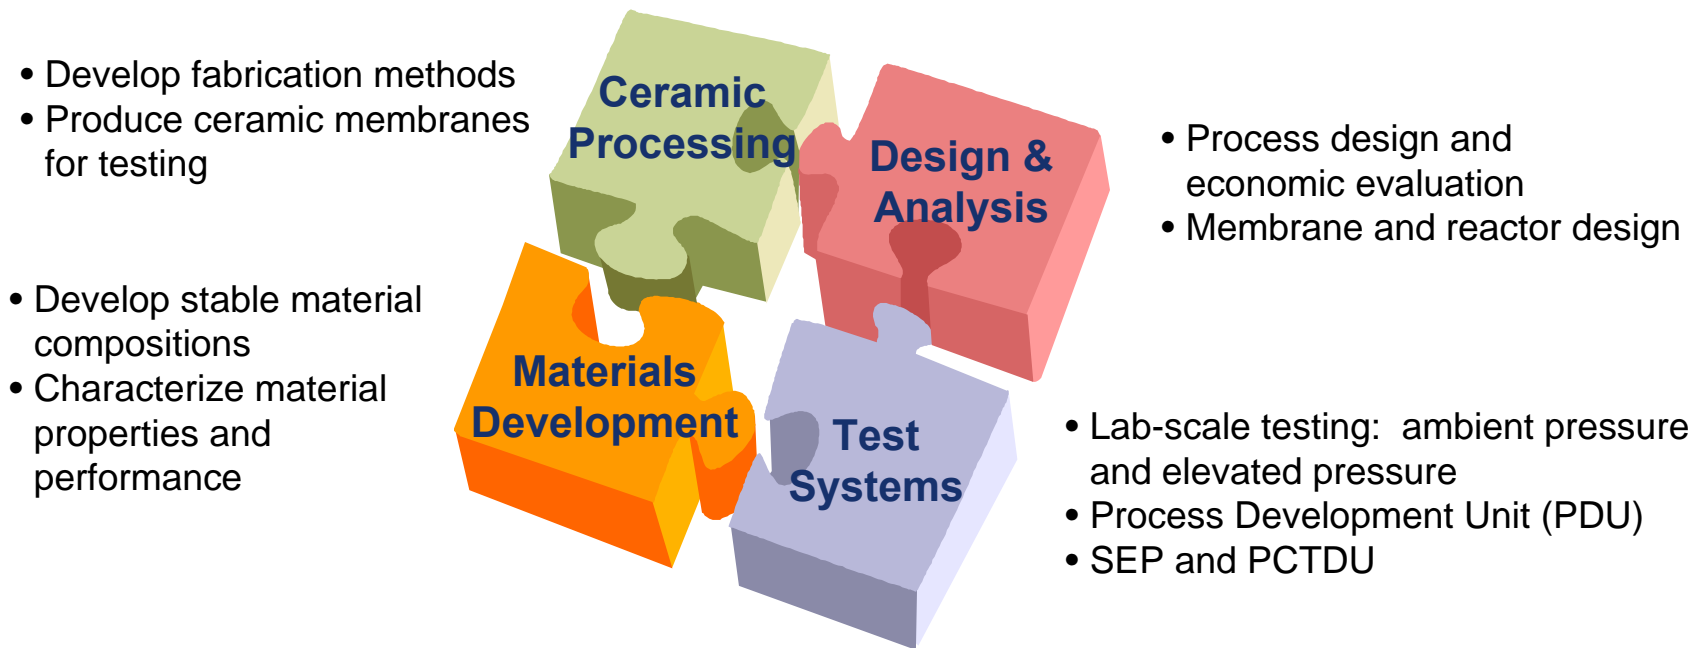 • Develop fabrication methods
• Produce ceramic membranes
for testing
Ceramic
Processing
Design &
Analysis
• Process design and
economic evaluation
• Membrane and reactor design
• Develop stable material
compositions
• Characterize material
properties and
performance
Materials
Development
Test
Systems
• Lab-scale testing:  ambient pressure
and elevated pressure
• Process Development Unit (PDU)
• SEP and PCTDU